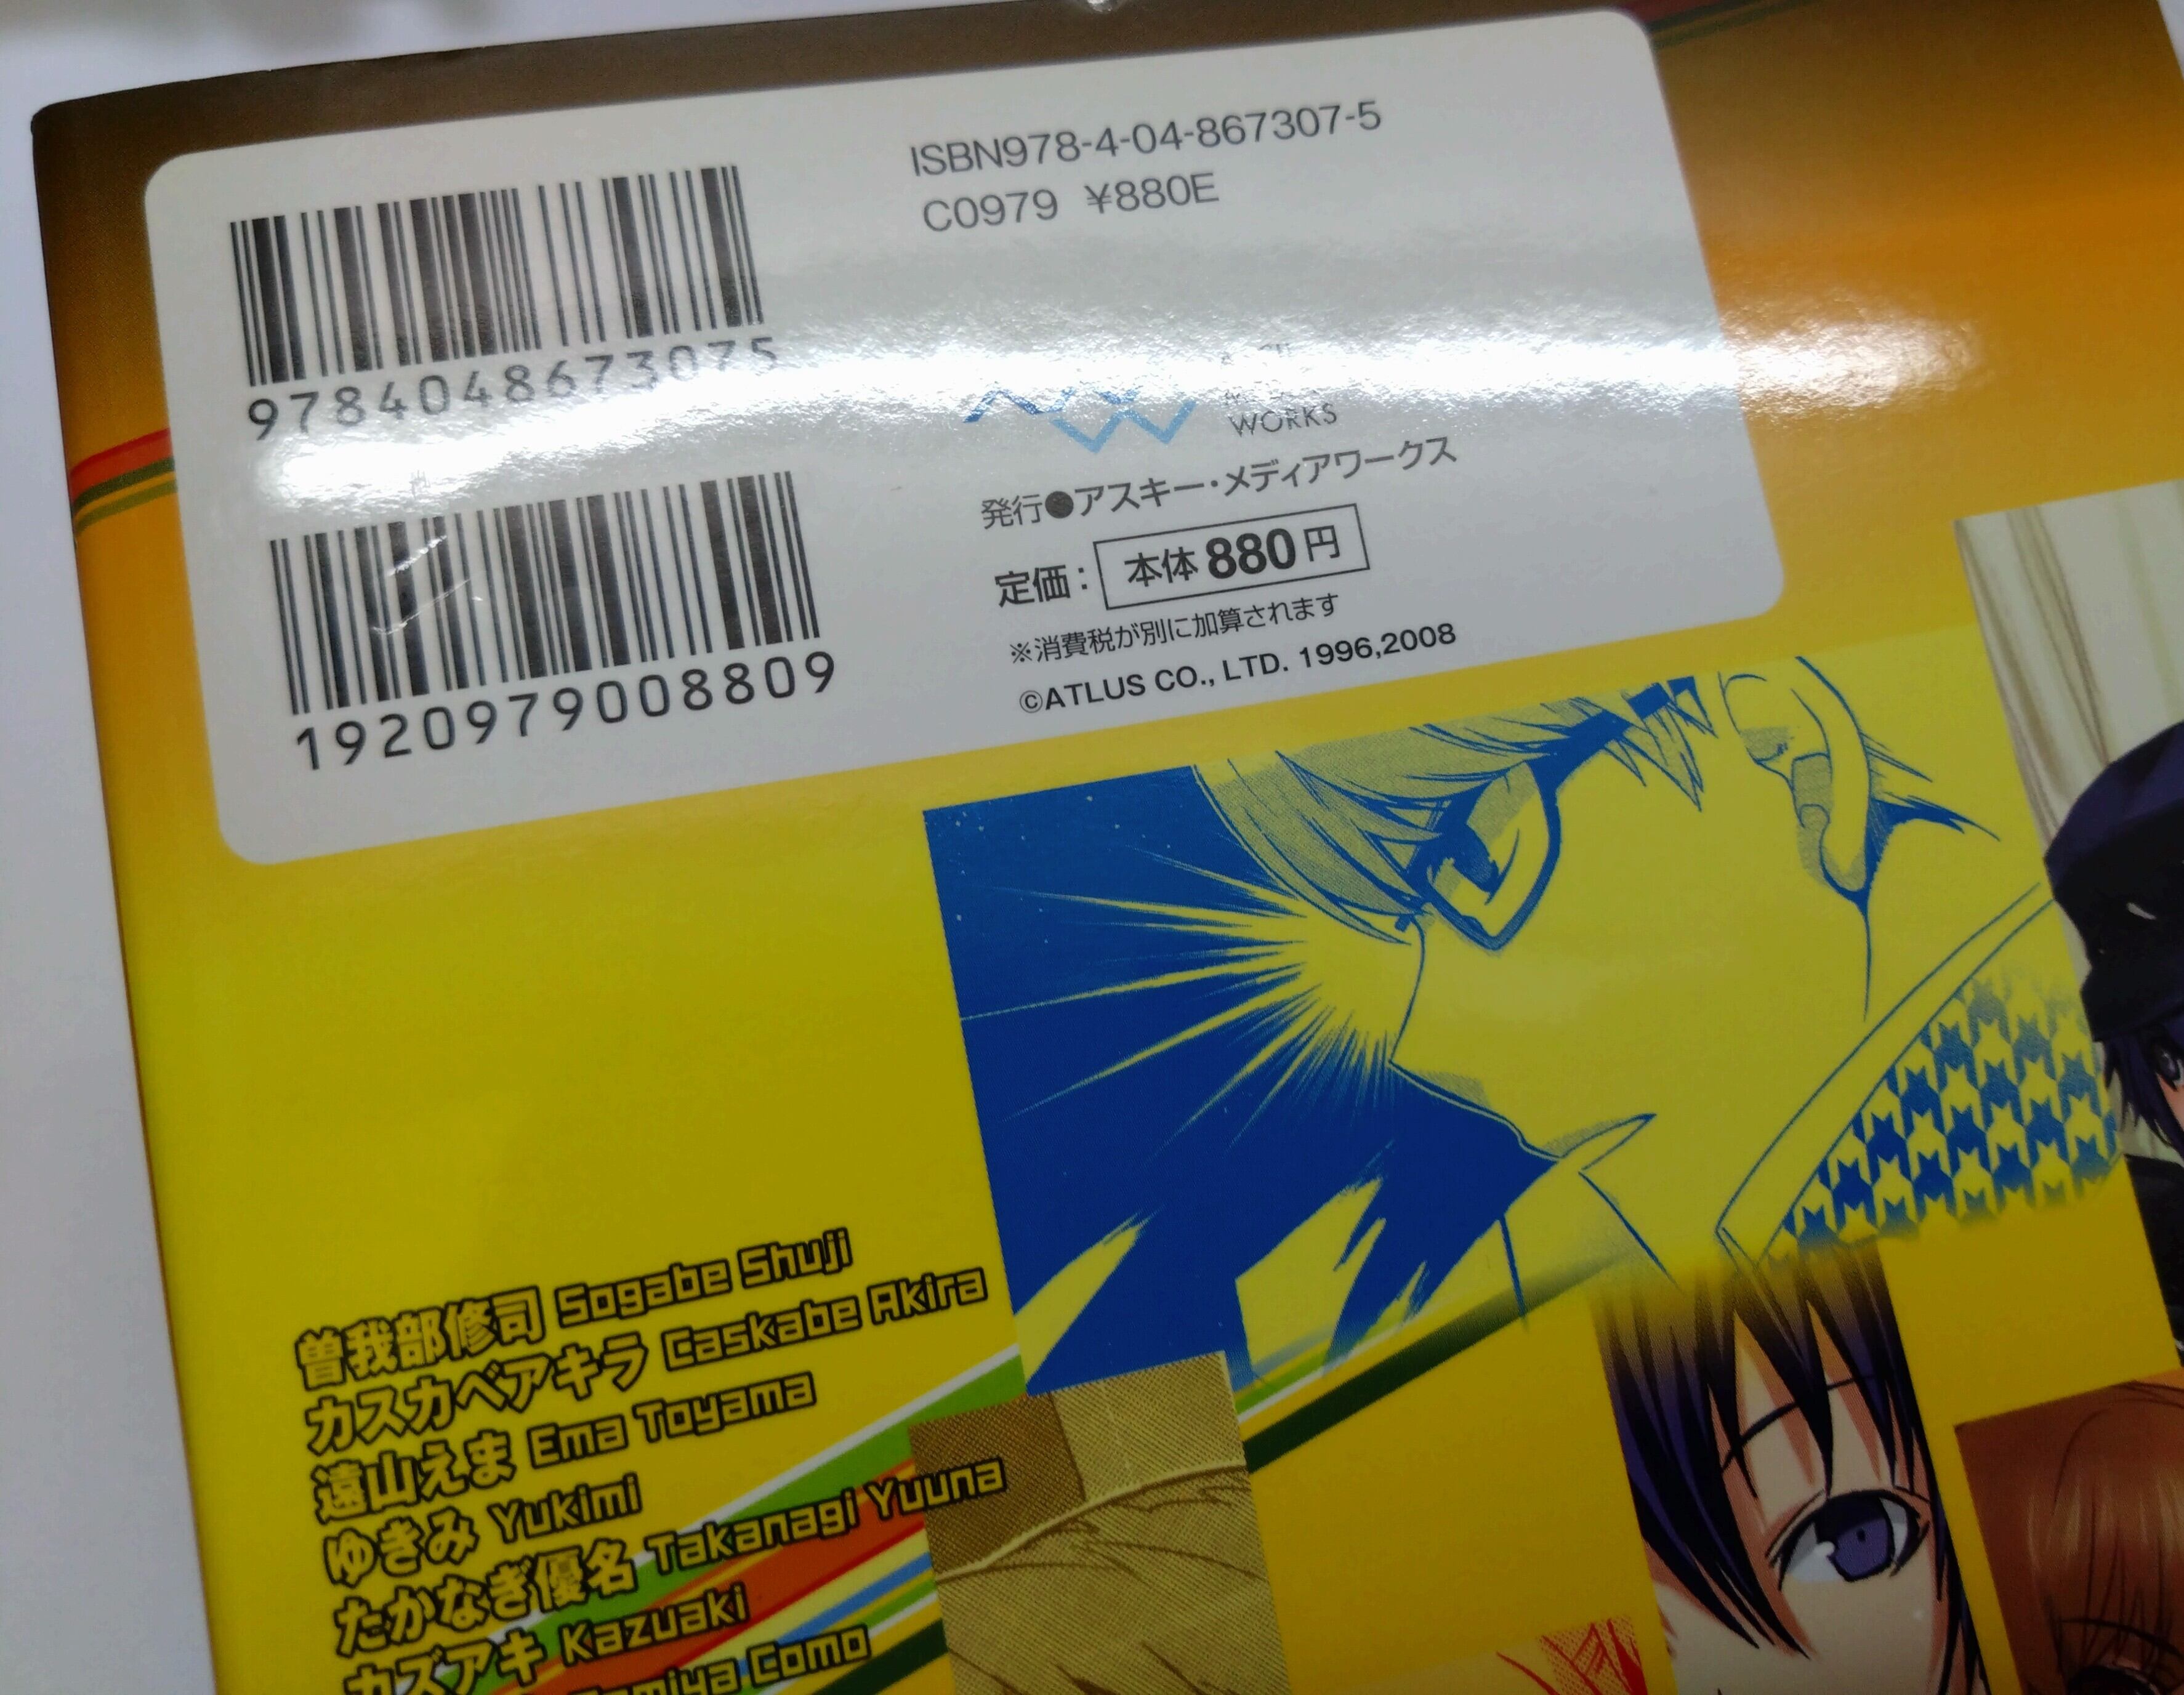 ISBN978-4-04-867307-5
C0979 ¥880E
9784048673075
WORKS
発行●アスキー・メディアワークス
定価： 本体880円
※消費税が別に加算されます
©ATLUS CO., LTD. 1996,2008
1920979008809
曽我部修司 Sogabe Shuji
カスカベアキラ Caskabe Akira
遠山えま Ema Toyama
ゆきみ Yukimi
たかなぎ優名 Takanagi Yuuna
カズアキ Kazuaki
Como